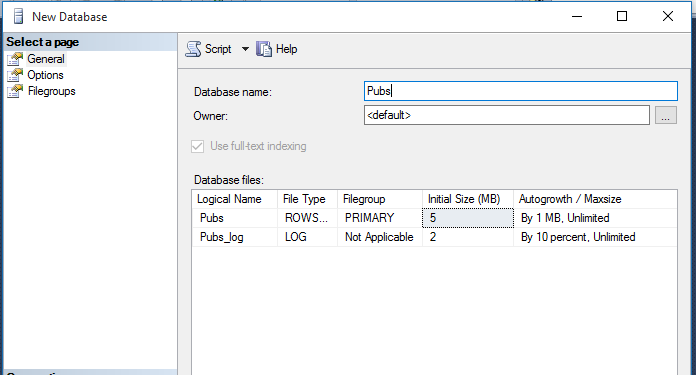 New Database
Select a page
General
Options
Filegroups
Script Help
Database name: Pubs
Owner: <default> ...
Use full-text indexing
Database files:
Logical Name File Type Filegroup Initial Size (MB) Autogrowth / Maxsize
Pubs ROWS... PRIMARY 5 By 1 MB, Unlimited
Pubs_log LOG Not Applicable 2 By 10 percent, Unlimited